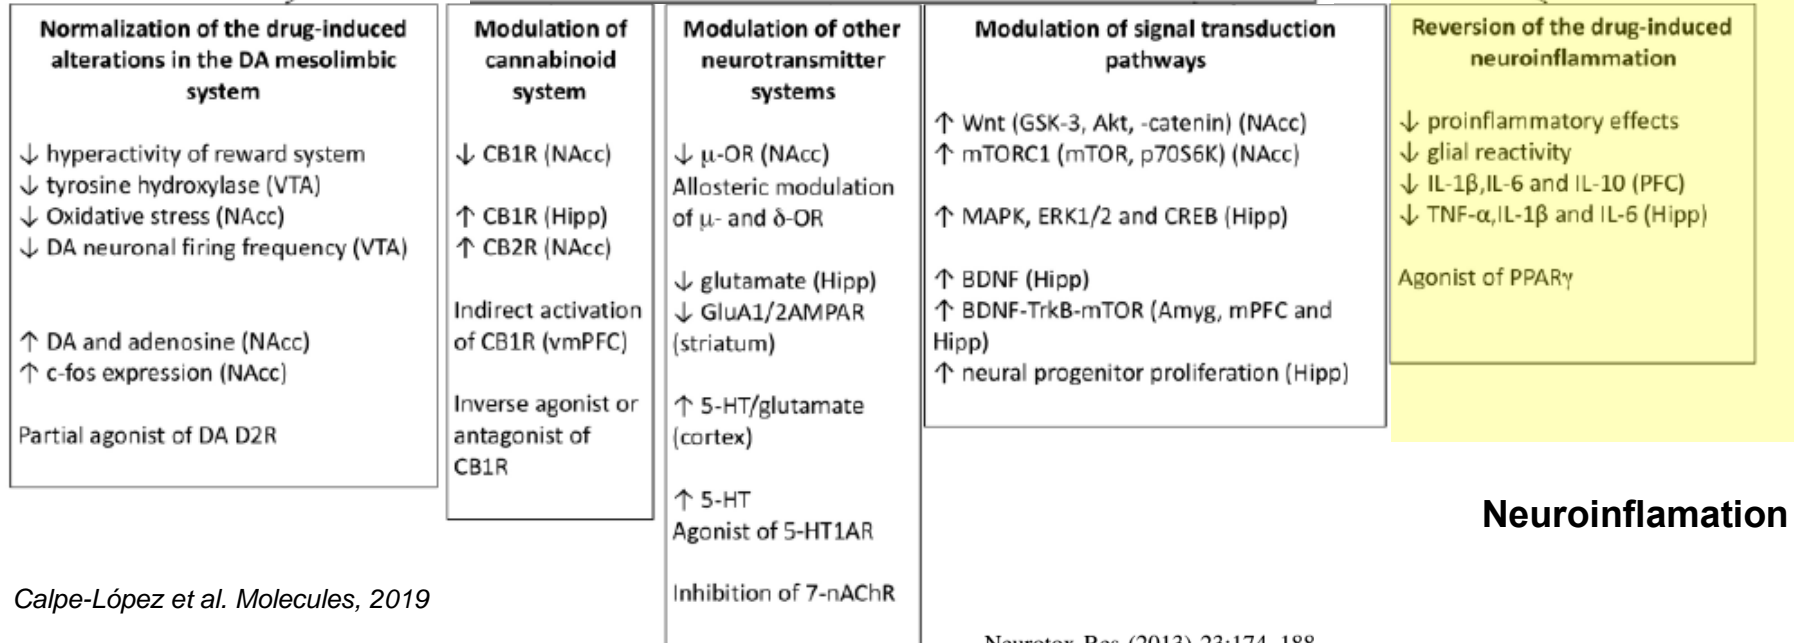 Normalization of the drug-induced
alterations in the DA mesolimbic
system
↓ hyperactivity of reward system
↓ tyrosine hydroxylase (VTA)
↓ Oxidative stress (NAcc)
↓ DA neuronal firing frequency (VTA)
↑ DA and adenosine (NAcc)
↑ c-fos expression (NAcc)
Partial agonist of DA D2R
Modulation of
cannabinoid
system
↓ CB1R (NAcc)
↑ CB1R (Hipp)
↑ CB2R (NAcc)
Indirect activation
of CB1R (vmPFC)
Inverse agonist or
antagonist of
CB1R
Modulation of other
neurotransmitter
systems
↓ μ-OR (NAcc)
Allosteric modulation
of μ- and δ-OR
↓ glutamate (Hipp)
↓ GluA1/2AMPAR
(striatum)
↑ 5-HT/glutamate
(cortex)
↑ 5-HT
Agonist of 5-HT1AR
Inhibition of 7-nAChR
Modulation of signal transduction
pathways
↑ Wnt (GSK-3, Akt, -catenin) (NAcc)
↑ mTORC1 (mTOR, p70S6K) (NAcc)
↑ MAPK, ERK1/2 and CREB (Hipp)
↑ BDNF (Hipp)
↑ BDNF-TrkB-mTOR (Amyg, mPFC and
Hipp)
↑ neural progenitor proliferation (Hipp)
Reversion of the drug-induced
neuroinflammation
↓ proinflammatory effects
↓ glial reactivity
↓ IL-1β,IL-6 and IL-10 (PFC)
↓ TNF-α,IL-1β and IL-6 (Hipp)
Agonist of PPARγ
Neuroinflamation
Calpe-López et al. Molecules, 2019
Neurotox Res (2013) 23:174–188